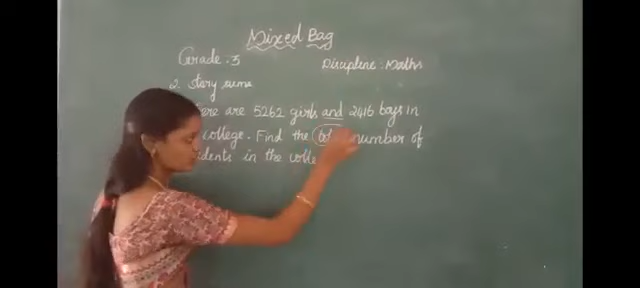 Mixed Bag
Grade - 3 Discipline : Maths
2. Story sums
are 5262 girls and 2416 boys in
college. Find the number of
in the